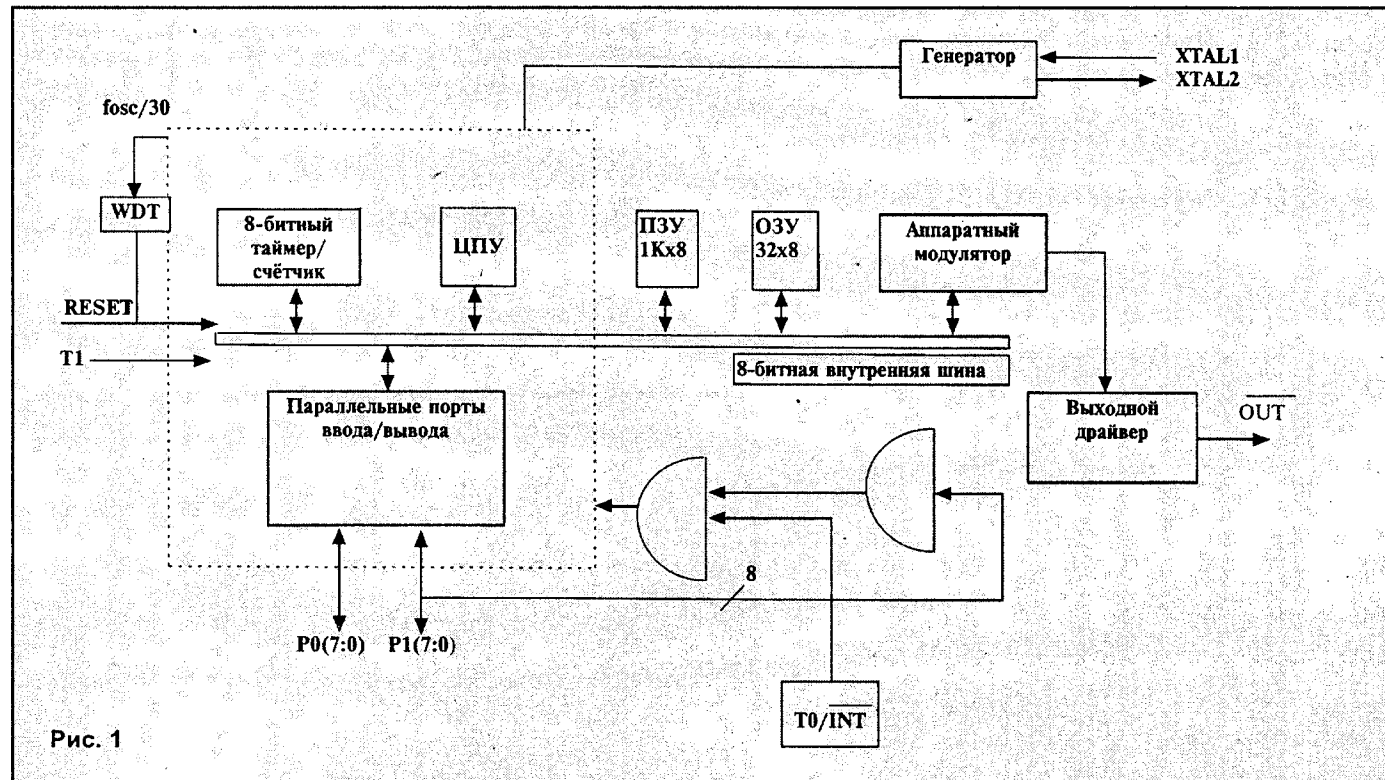 Генератор
XTAL1
XTAL2
fosc/30
WDT
8-битный
таймер/
счётчик
ЦПУ
ПЗУ
1Kx8
ОЗУ
32x8
Аппаратный
модулятор
RESET
T1
8-битная внутренняя шина
Параллельные порты
ввода/вывода
Выходной
драйвер
OUT
8
P0(7:0) P1(7:0)
T0/INT
Рис. 1